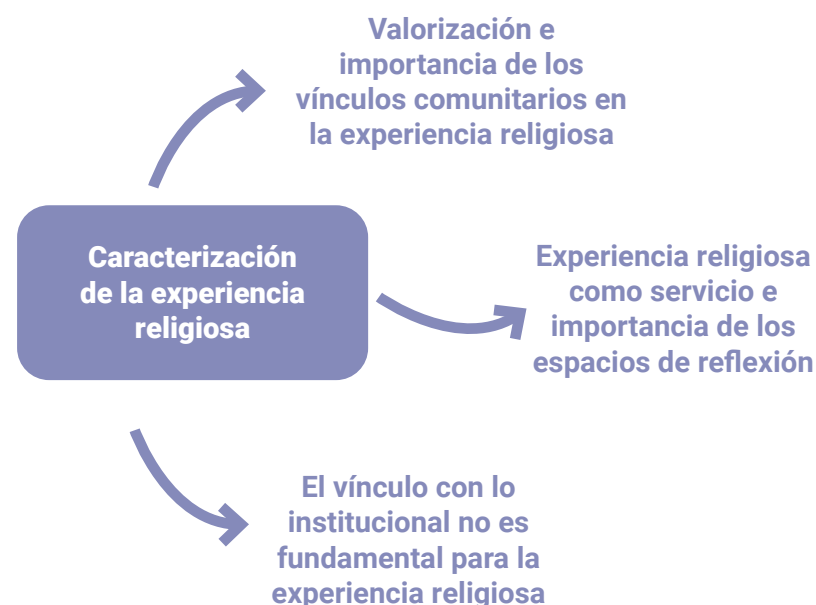 Valorización e
importancia de los
vínculos comunitarios en
la experiencia religiosa
Caracterización
de la experiencia
religiosa
Experiencia religiosa
como servicio e
importancia de los
espacios de reflexión
El vínculo con lo
institucional no es
fundamental para la
experiencia religiosa